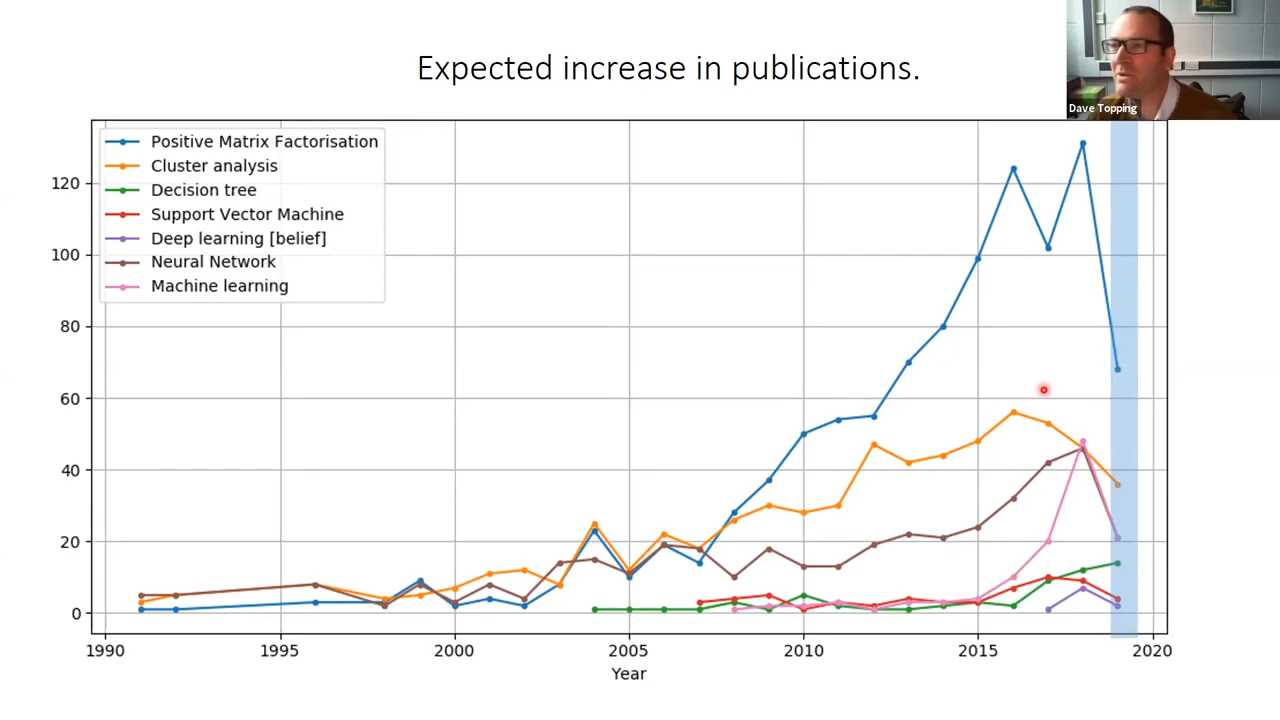 Expected increase in publications.
Dave Topping
Positive Matrix Factorisation
Cluster analysis
Decision tree
Support Vector Machine
Deep learning [belief]
Neural Network
Machine learning
120
100
80
60
40
20
0
1990 1995 2000 2005 2010 2015 2020
Year